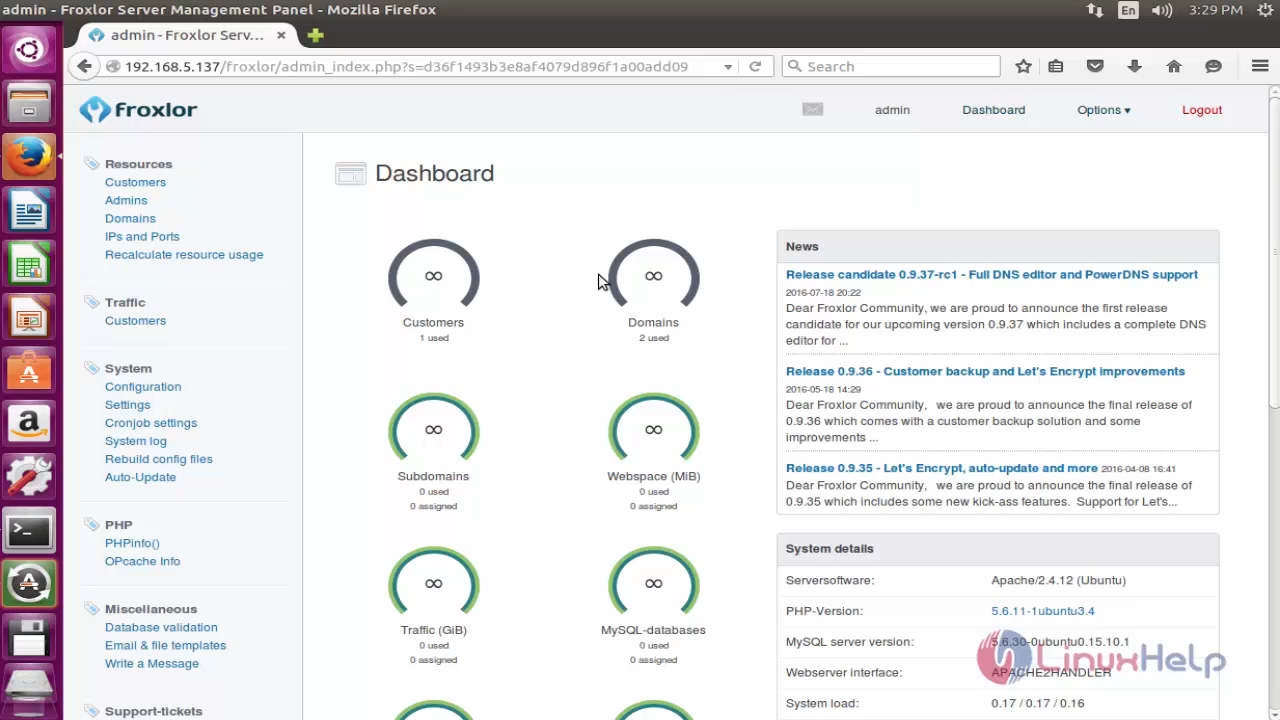 admin - Froxlor Server Management Panel - Mozilla Firefox
En
3:29 PM
admin - Froxlor Serv...
192.168.5.137/froxlor/admin_index.php?s=d36f1493b3e8af4079d896f1a00add09
Search
froxlor
admin
Dashboard
Options
Logout
Resources
Customers
Admins
Domains
IPs and Ports
Recalculate resource usage
Traffic
Customers
System
Configuration
Settings
Cronjob settings
System log
Rebuild config files
Auto-Update
PHP
PHPinfo()
OPcache Info
Miscellaneous
Database validation
Email & file templates
Write a Message
Support-tickets
Dashboard
∞
Customers
1 used
∞
Domains
2 used
∞
Subdomains
0 used
0 assigned
∞
Webspace (MiB)
0 used
0 assigned
∞
Traffic (GiB)
0 used
0 assigned
∞
MySQL-databases
0 used
0 assigned
News
Release candidate 0.9.37-rc1 - Full DNS editor and PowerDNS support
2016-07-18 20:22
Dear Froxlor Community, we are proud to announce the first release
candidate for our upcoming version 0.9.37 which includes a complete DNS
editor for ...
Release 0.9.36 - Customer backup and Let's Encrypt improvements
2016-05-18 14:29
Dear Froxlor Community, we are proud to announce the final release of
0.9.36 which comes with a customer backup solution and some
improvements ...
Release 0.9.35 - Let's Encrypt, auto-update and more 2016-04-08 16:41
Dear Froxlor Community, we are proud to announce the final release of
0.9.35 which includes some new kick-ass features. Support for Let's...
System details
Serversoftware: Apache/2.4.12 (Ubuntu)
PHP-Version: 5.6.11-1ubuntu3.4
MySQL server version: 5.6.30-0ubuntu0.15.10.1
Webserver interface: APACHE2HANDLER
System load: 0.17 / 0.17 / 0.16
LinuxHelp